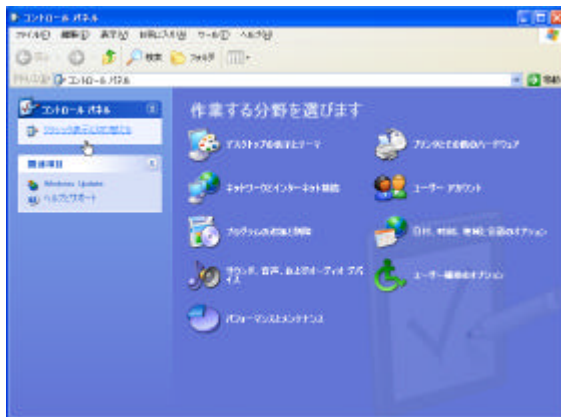 コントロール パネル
ファイル(F) 編集(E) 表示(V) お気に入り(A) ツール(T) ヘルプ(H)
検索 フォルダ
コントロール パネル 移動
コントロール パネル
クラシック表示に切り替える
関連項目
Windows Update
ヘルプとサポート
作業する分野を選びます
デスクトップの表示とテーマ
プリンタとその他のハードウェア
ネットワークとインターネット接続
ユーザー アカウント
プログラムの追加と削除
日付、時刻、地域と言語のオプション
サウンド、音声、およびオーディオ デバ
イス
ユーザー補助のオプション
パフォーマンスとメンテナンス